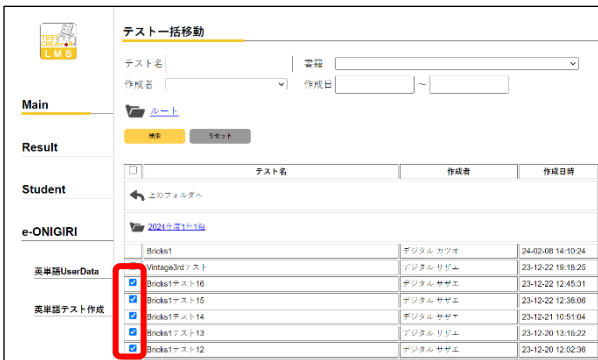 TEST CREATOR
LMS
テスト一括移動
テスト名
書籍
作成者
作成日
～
Main
ルート
検索
リセット
Result
テスト名
作成者
作成日時
Student
上のフォルダへ
e-ONIGIRI
2024年度1年1組
Bricks1
デジタル カツオ
24-02-08 14:10:24
英単語UserData
Vintage3rdテスト
デジタル サザエ
23-12-22 19:18:25
Bricks1テスト16
デジタル サザエ
23-12-22 12:45:31
Bricks1テスト15
デジタル サザエ
23-12-22 12:38:06
英単語テスト作成
Bricks1テスト14
デジタル サザエ
23-12-21 10:51:04
Bricks1テスト13
デジタル サザエ
23-12-20 13:16:22
Bricks1テスト12
デジタル サザエ
23-12-20 12:02:36